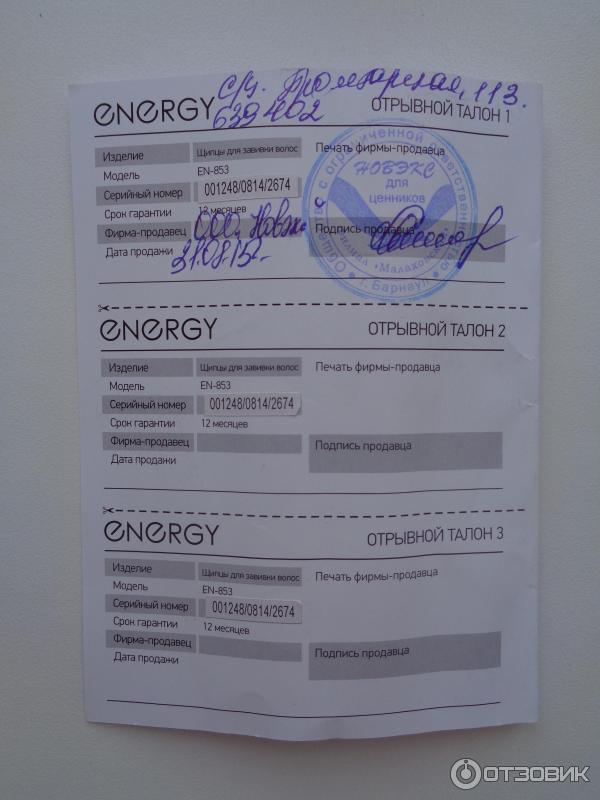 С/ц. Промзарная, 113.
639402
energy
ОТРЫВНОЙ ТАЛОН 1
Изделие Щипцы для завивки волос
Модель EN-853
Серийный номер 001248/0814/2674
Срок гарантии 12 месяцев
Фирма-продавец ООО, Новэкс
Дата продажи 31.08.15г.
Печать фирмы-продавца
НОВЭКС
для
ценников
г. Барнаул
Подпись продавца
energy
ОТРЫВНОЙ ТАЛОН 2
Изделие Щипцы для завивки волос
Модель EN-853
Серийный номер 001248/0814/2674
Срок гарантии 12 месяцев
Фирма-продавец
Дата продажи
Печать фирмы-продавца
Подпись продавца
energy
ОТРЫВНОЙ ТАЛОН 3
Изделие Щипцы для завивки волос
Модель EN-853
Серийный номер 001248/0814/2674
Срок гарантии 12 месяцев
Фирма-продавец
Дата продажи
Печать фирмы-продавца
Подпись продавца
ОТЗОВИК